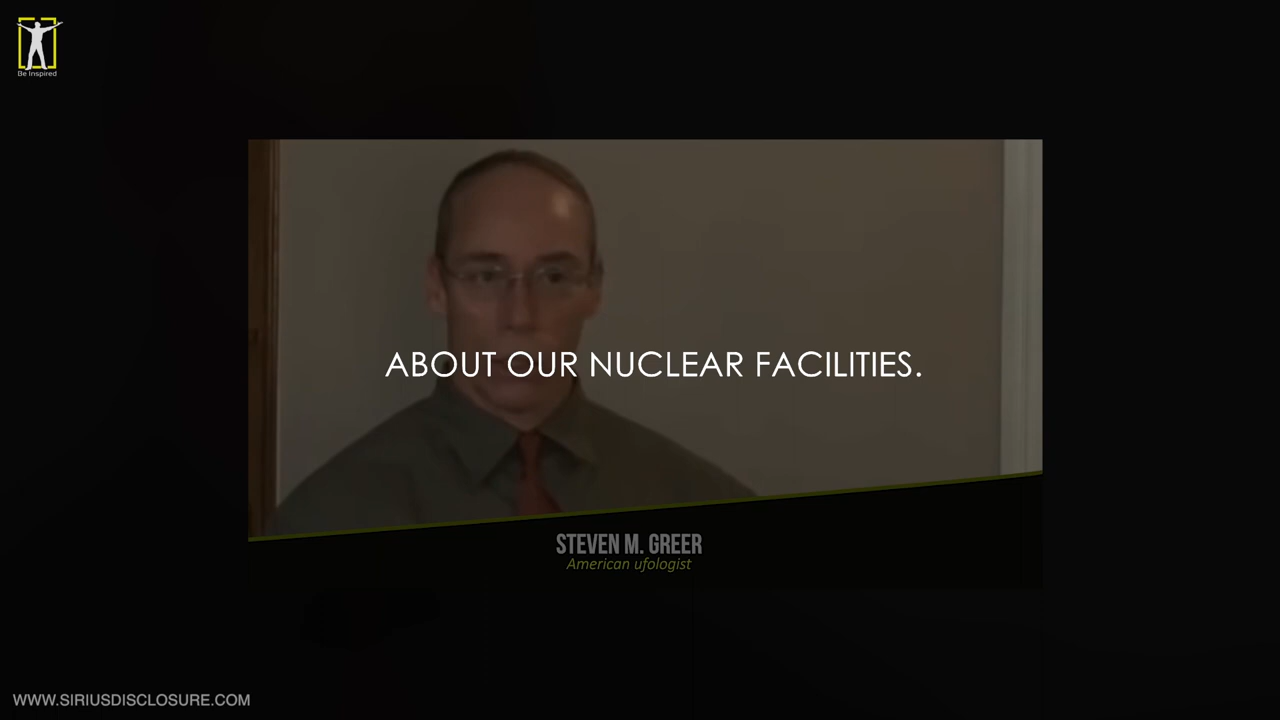 Be Inspired
ABOUT OUR NUCLEAR FACILITIES.
STEVEN M. GREER
American ufologist
WWW.SIRIUSDISCLOSURE.COM